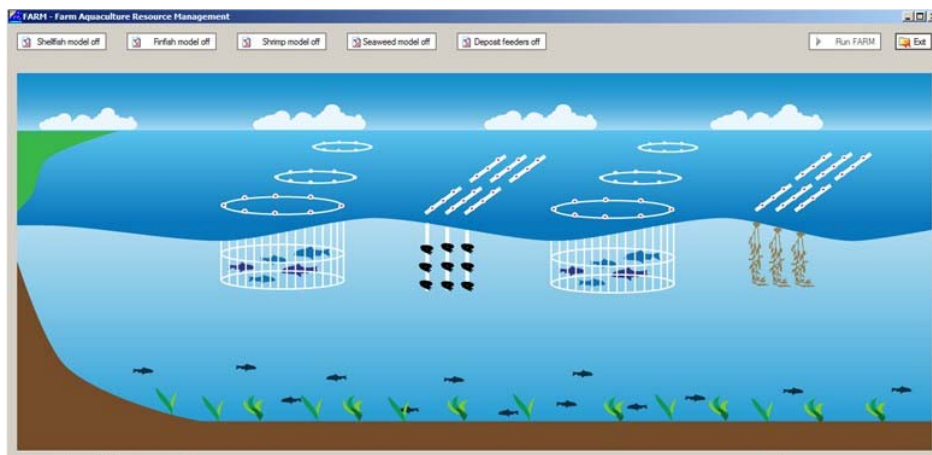 FARM - Farm Aquaculture Resource Management
Shellfish model off
Finfish model off
Shrimp model off
Seaweed model off
Depost feeders off
Run FARM
Exit